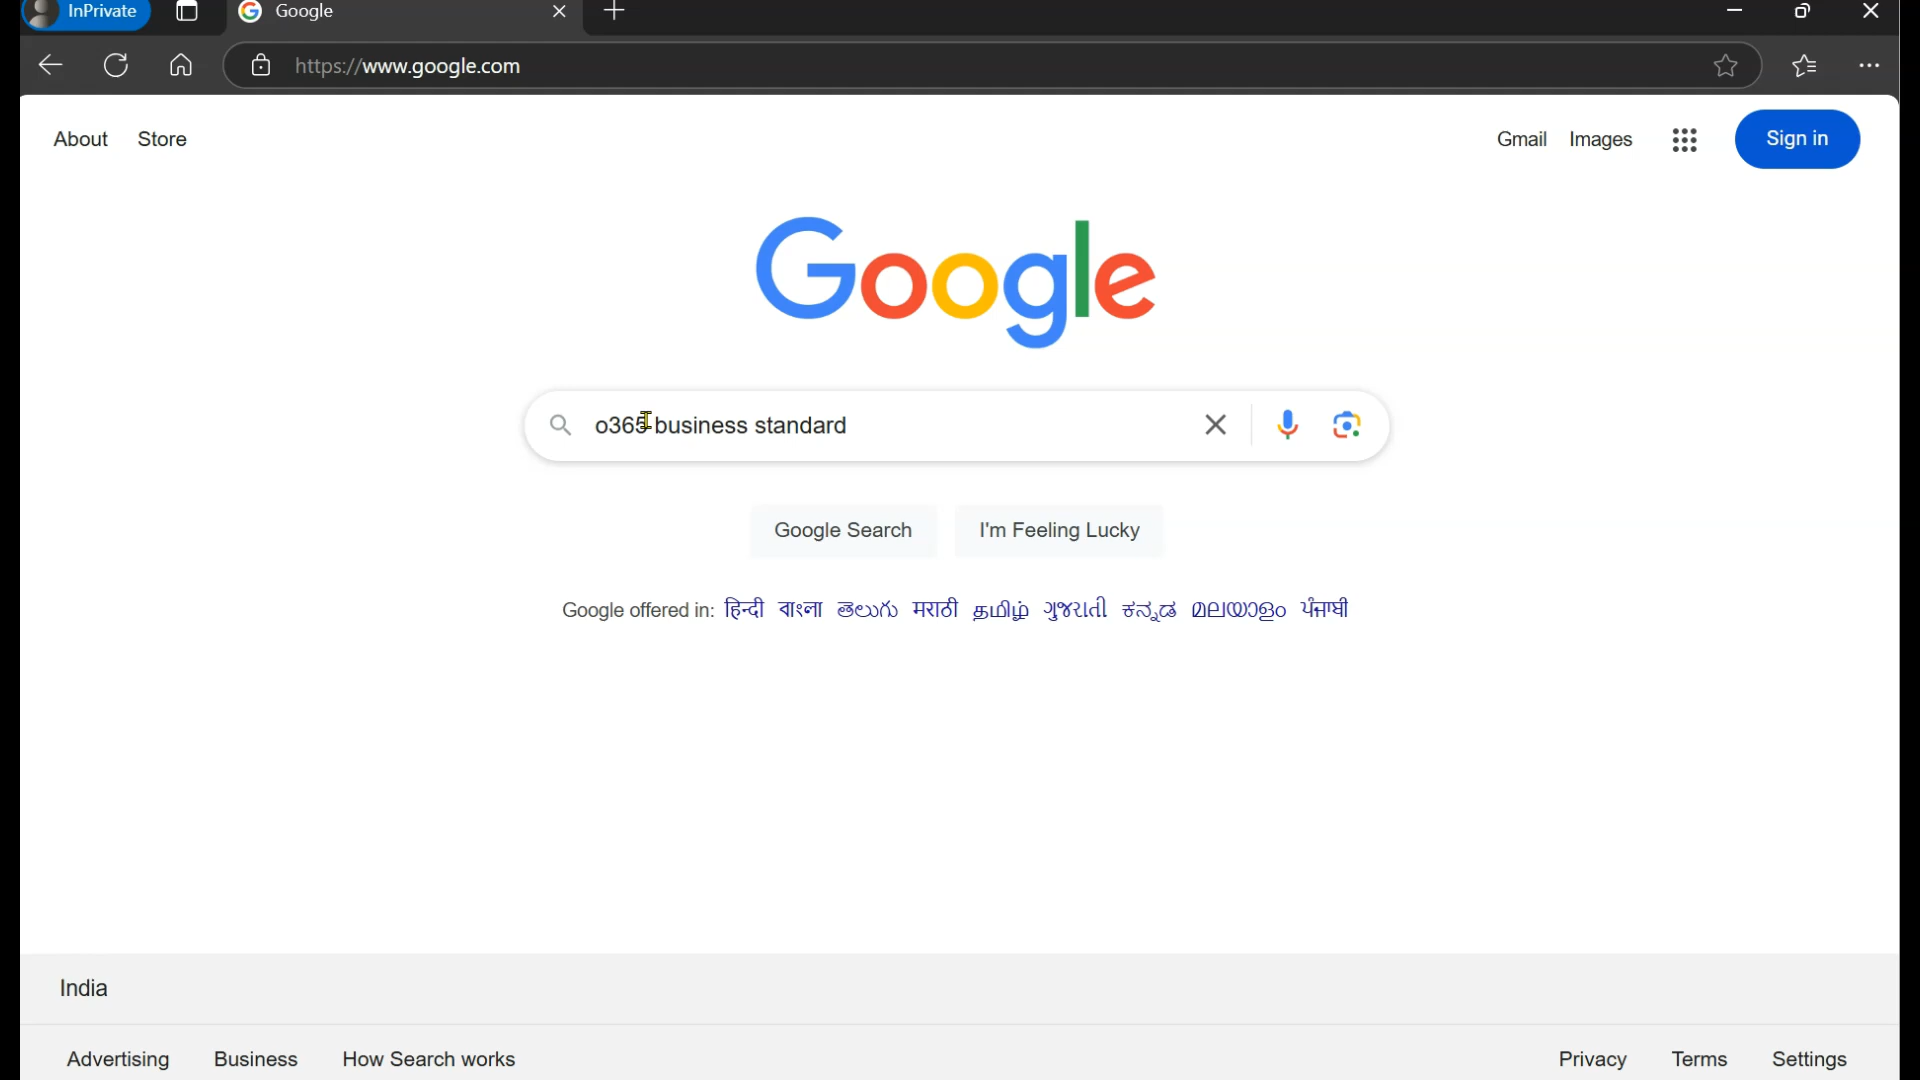 InPrivate
Google
https://www.google.com
About Store Gmail Images Sign in
Google
o365 business standard
Google Search I'm Feeling Lucky
Google offered in: हिन्दी বাংলা తెలుగు मराठी தமிழ் ગુજરાતી ಕನ್ನಡ മലയാളം ਪੰਜਾਬੀ
India
Advertising Business How Search works Privacy Terms Settings